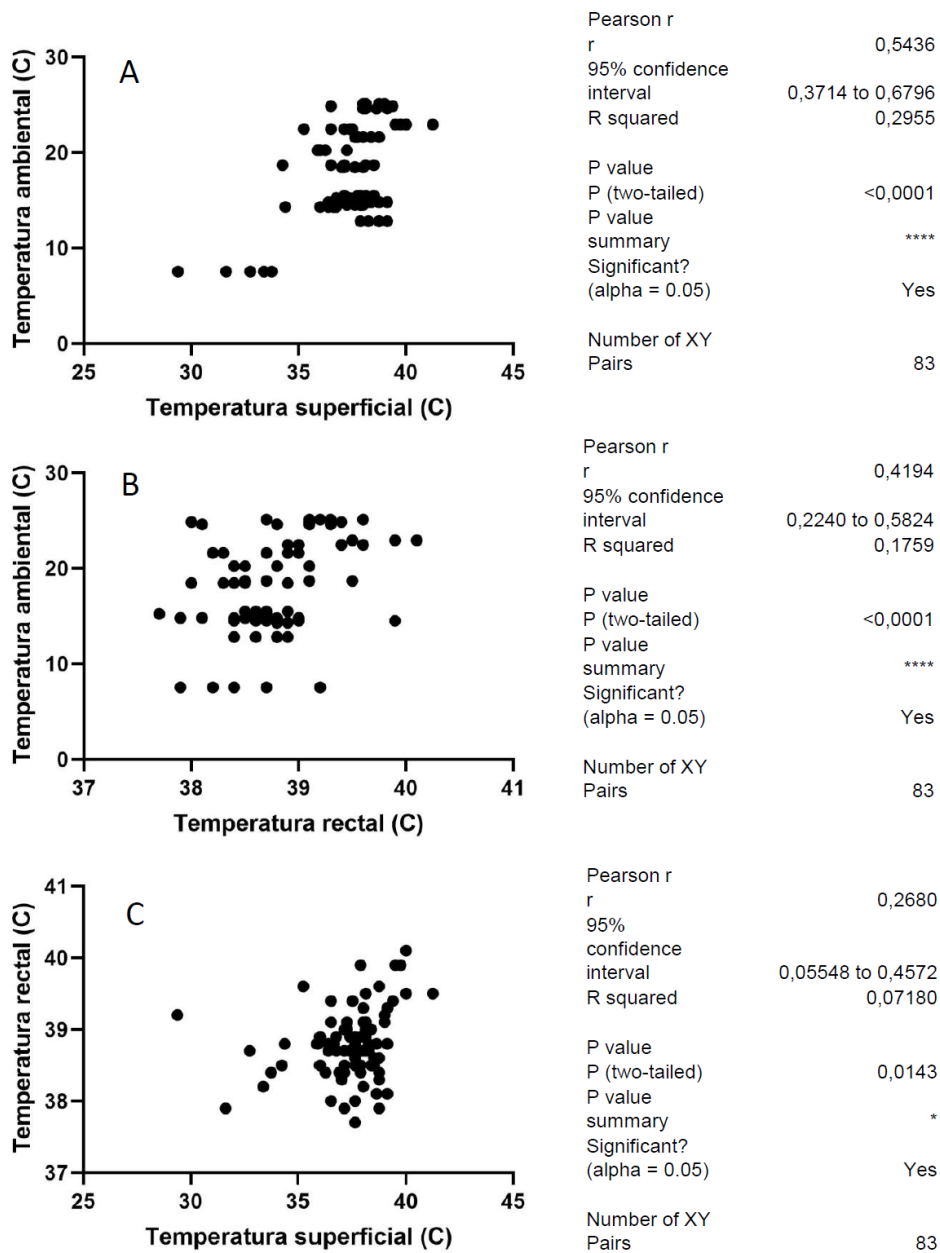 A
Temperatura ambiental (C)
30
20
10
0
25
30
35
40
45
Temperatura superficial (C)
Pearson r
r 0,5436
95% confidence
interval 0,3714 to 0,6796
R squared 0,2955
P value
P (two-tailed) <0,0001
P value
summary ****
Significant?
(alpha = 0.05) Yes
Number of XY
Pairs 83
B
Temperatura ambiental (C)
30
20
10
0
37
38
39
40
41
Temperatura rectal (C)
Pearson r
r 0,4194
95% confidence
interval 0,2240 to 0,5824
R squared 0,1759
P value
P (two-tailed) <0,0001
P value
summary ****
Significant?
(alpha = 0.05) Yes
Number of XY
Pairs 83
C
Temperatura rectal (C)
41
40
39
38
37
25
30
35
40
45
Temperatura superficial (C)
Pearson r
r 0,2680
95%
confidence
interval 0,05548 to 0,4572
R squared 0,07180
P value
P (two-tailed) 0,0143
P value
summary *
Significant?
(alpha = 0.05) Yes
Number of XY
Pairs 83